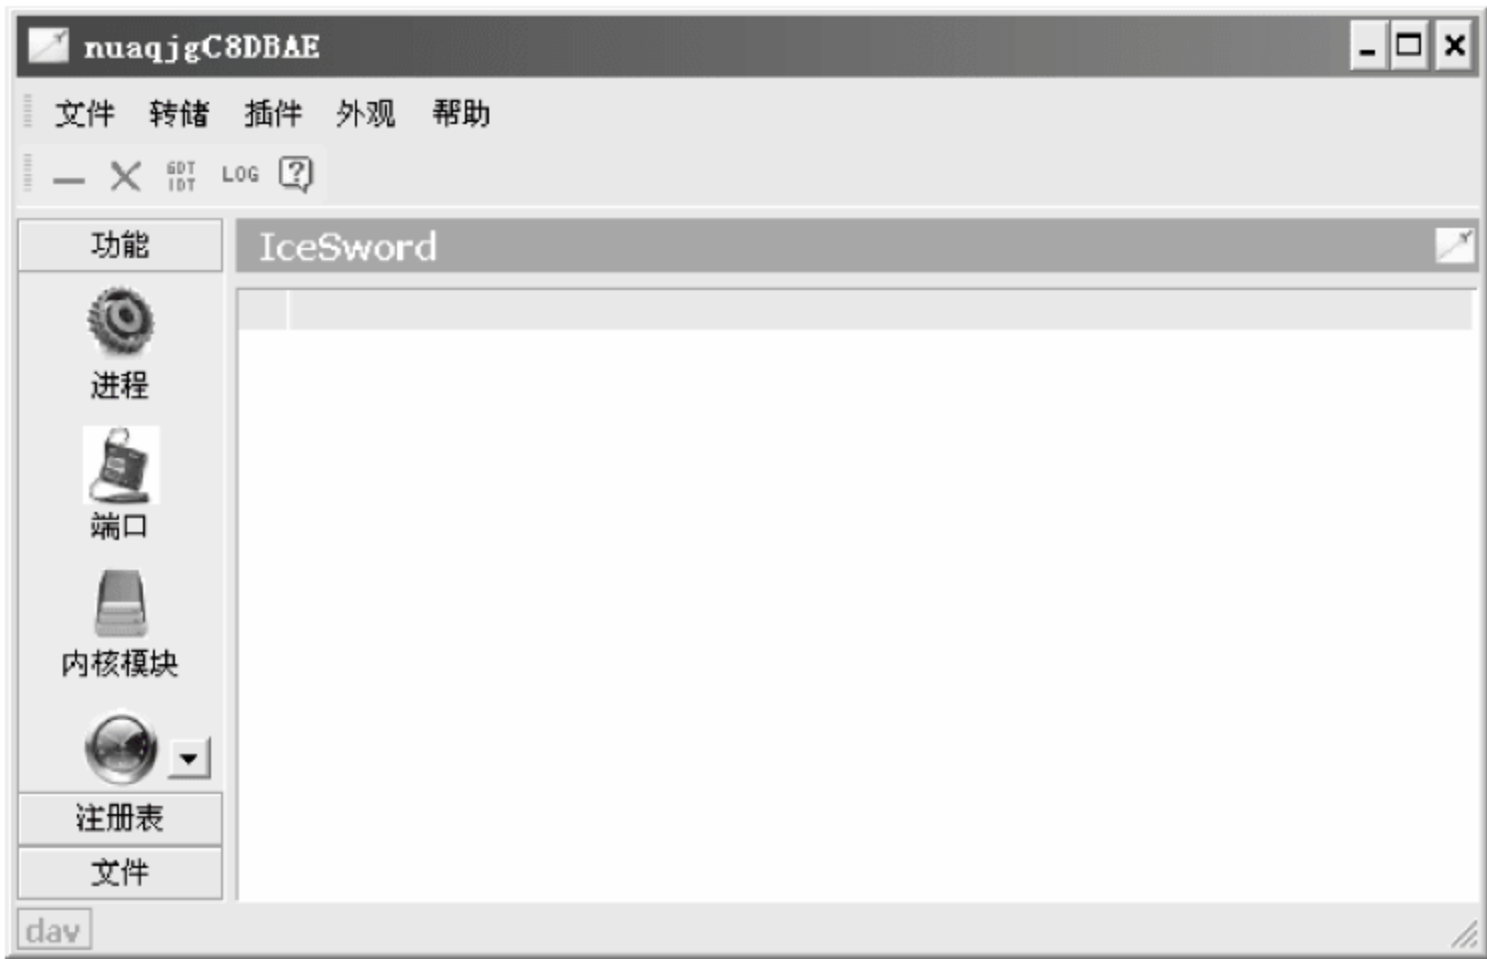 nuaqjgC8DBAE
文件 转储 插件 外观 帮助
GDT IDT LOG ?
功能
IceSword
进程
端口
内核模块
注册表
文件
dav